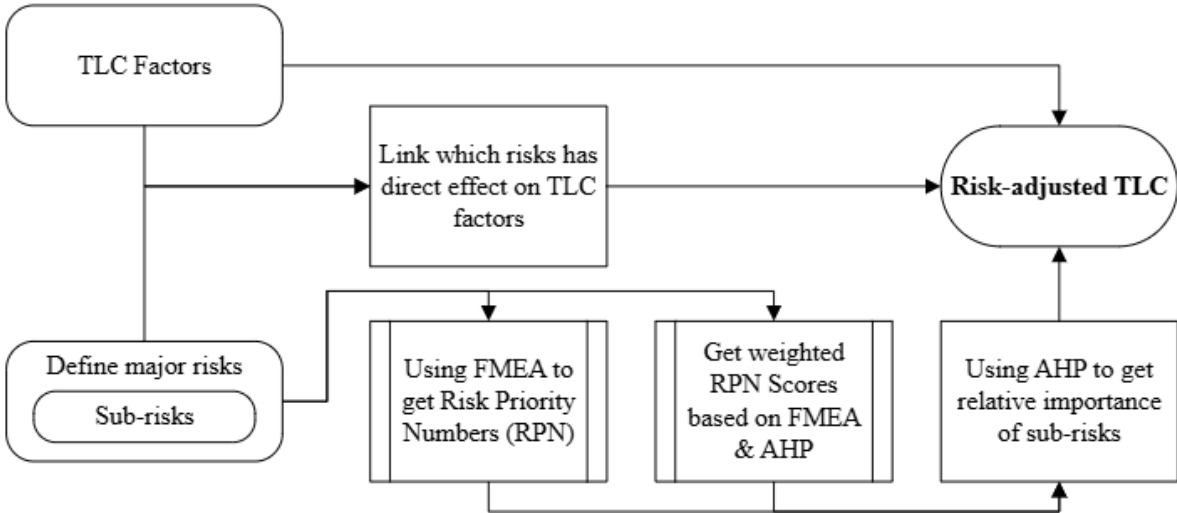 TLC Factors
Link which risks has
direct effect on TLC
factors
Risk-adjusted TLC
Define major risks
Sub-risks
Using FMEA to
get Risk Priority
Numbers (RPN)
Get weighted
RPN Scores
based on FMEA
& AHP
Using AHP to get
relative importance
of sub-risks